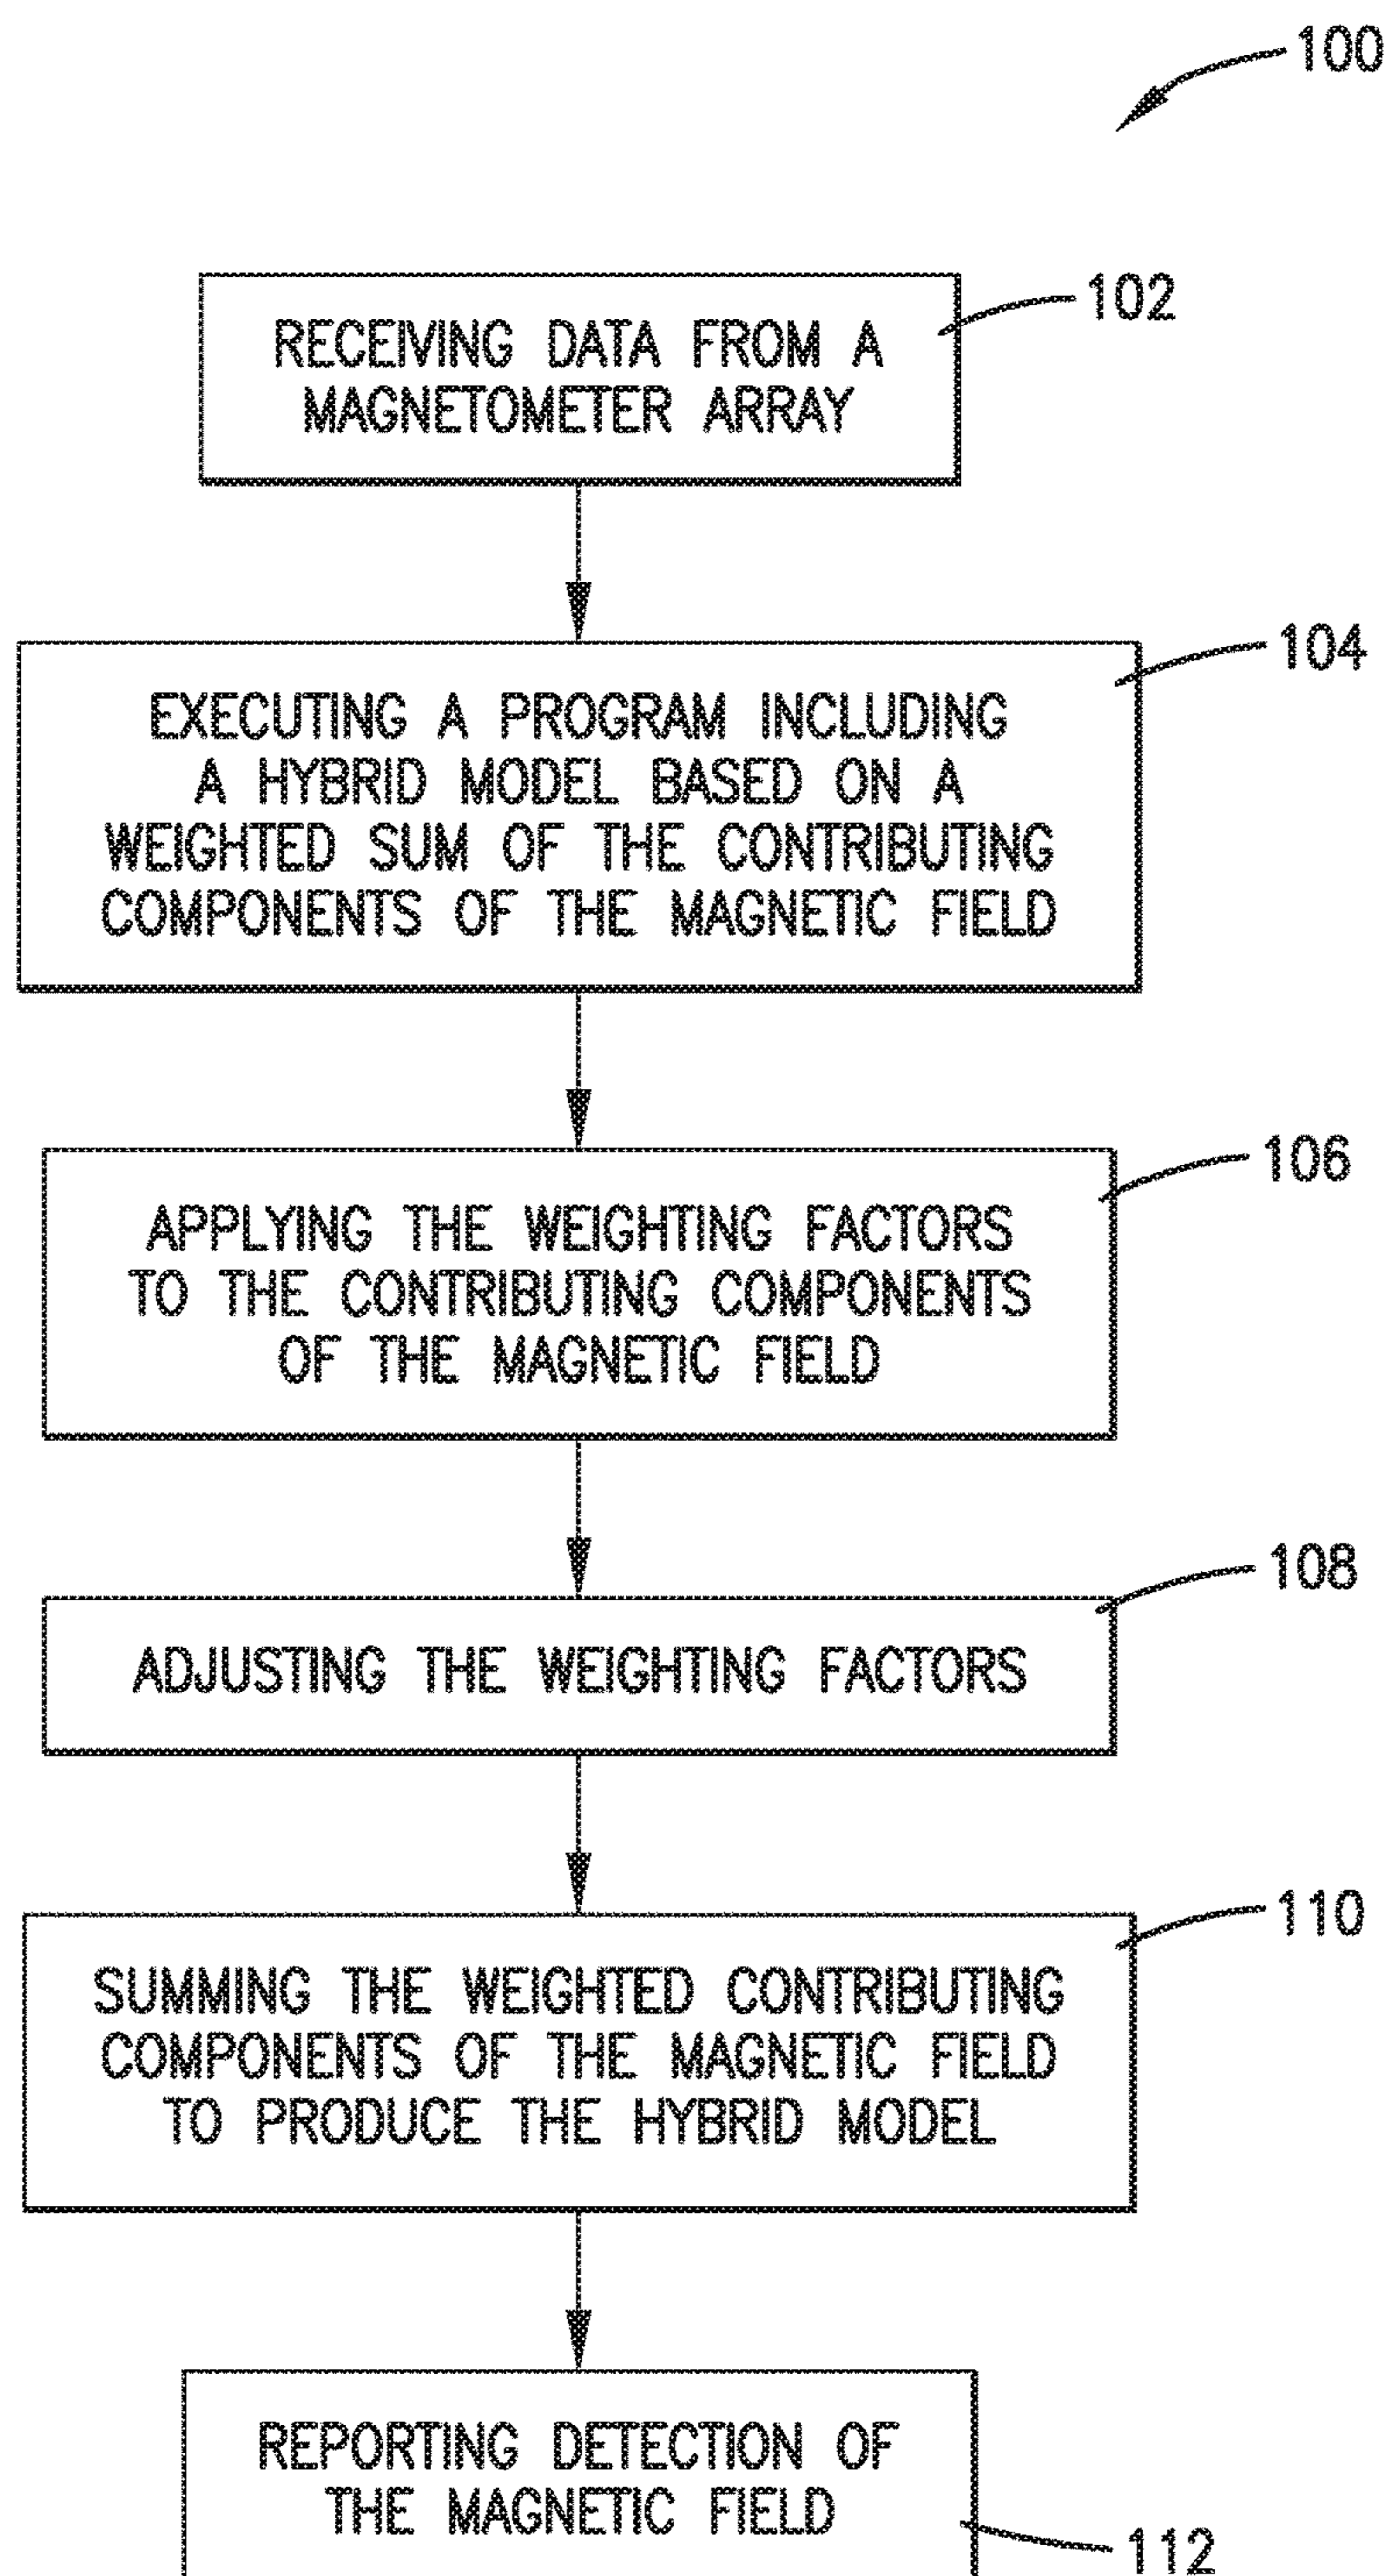 100
102
RECEIVING DATA FROM A
MAGNETOMETER ARRAY
104
EXECUTING A PROGRAM INCLUDING
A HYBRID MODEL BASED ON A
WEIGHTED SUM OF THE CONTRIBUTING
COMPONENTS OF THE MAGNETIC FIELD
106
APPLYING THE WEIGHTING FACTORS
TO THE CONTRIBUTING COMPONENTS
OF THE MAGNETIC FIELD
108
ADJUSTING THE WEIGHTING FACTORS
110
SUMMING THE WEIGHTED CONTRIBUTING
COMPONENTS OF THE MAGNETIC FIELD
TO PRODUCE THE HYBRID MODEL
REPORTING DETECTION OF
THE MAGNETIC FIELD
112